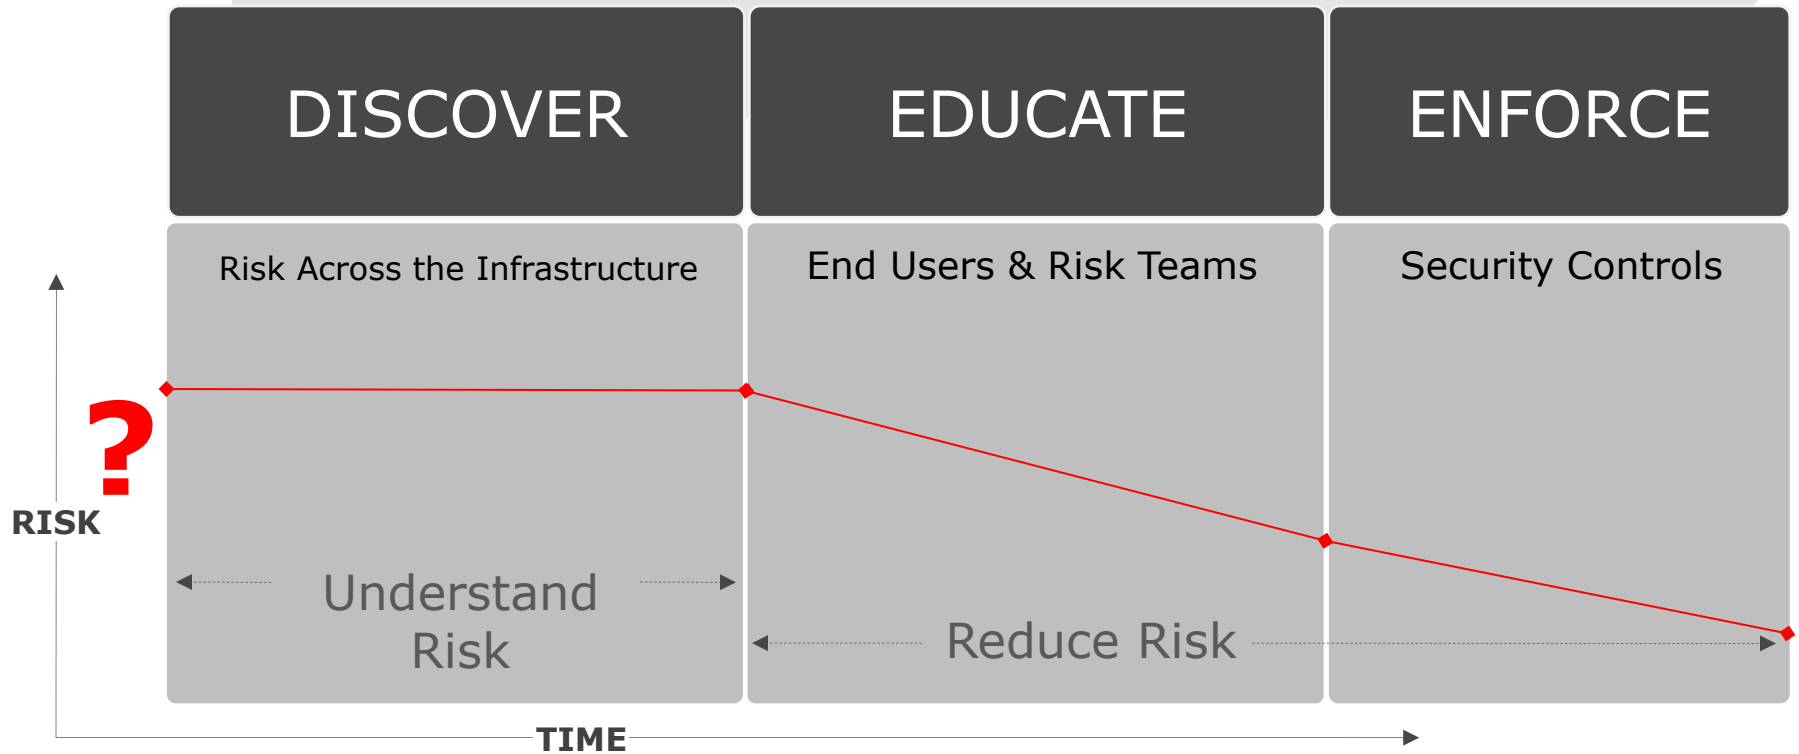 DISCOVER
EDUCATE
ENFORCE
Risk Across the Infrastructure
End Users & Risk Teams
Security Controls
?
RISK
Understand
Risk
Reduce Risk
TIME